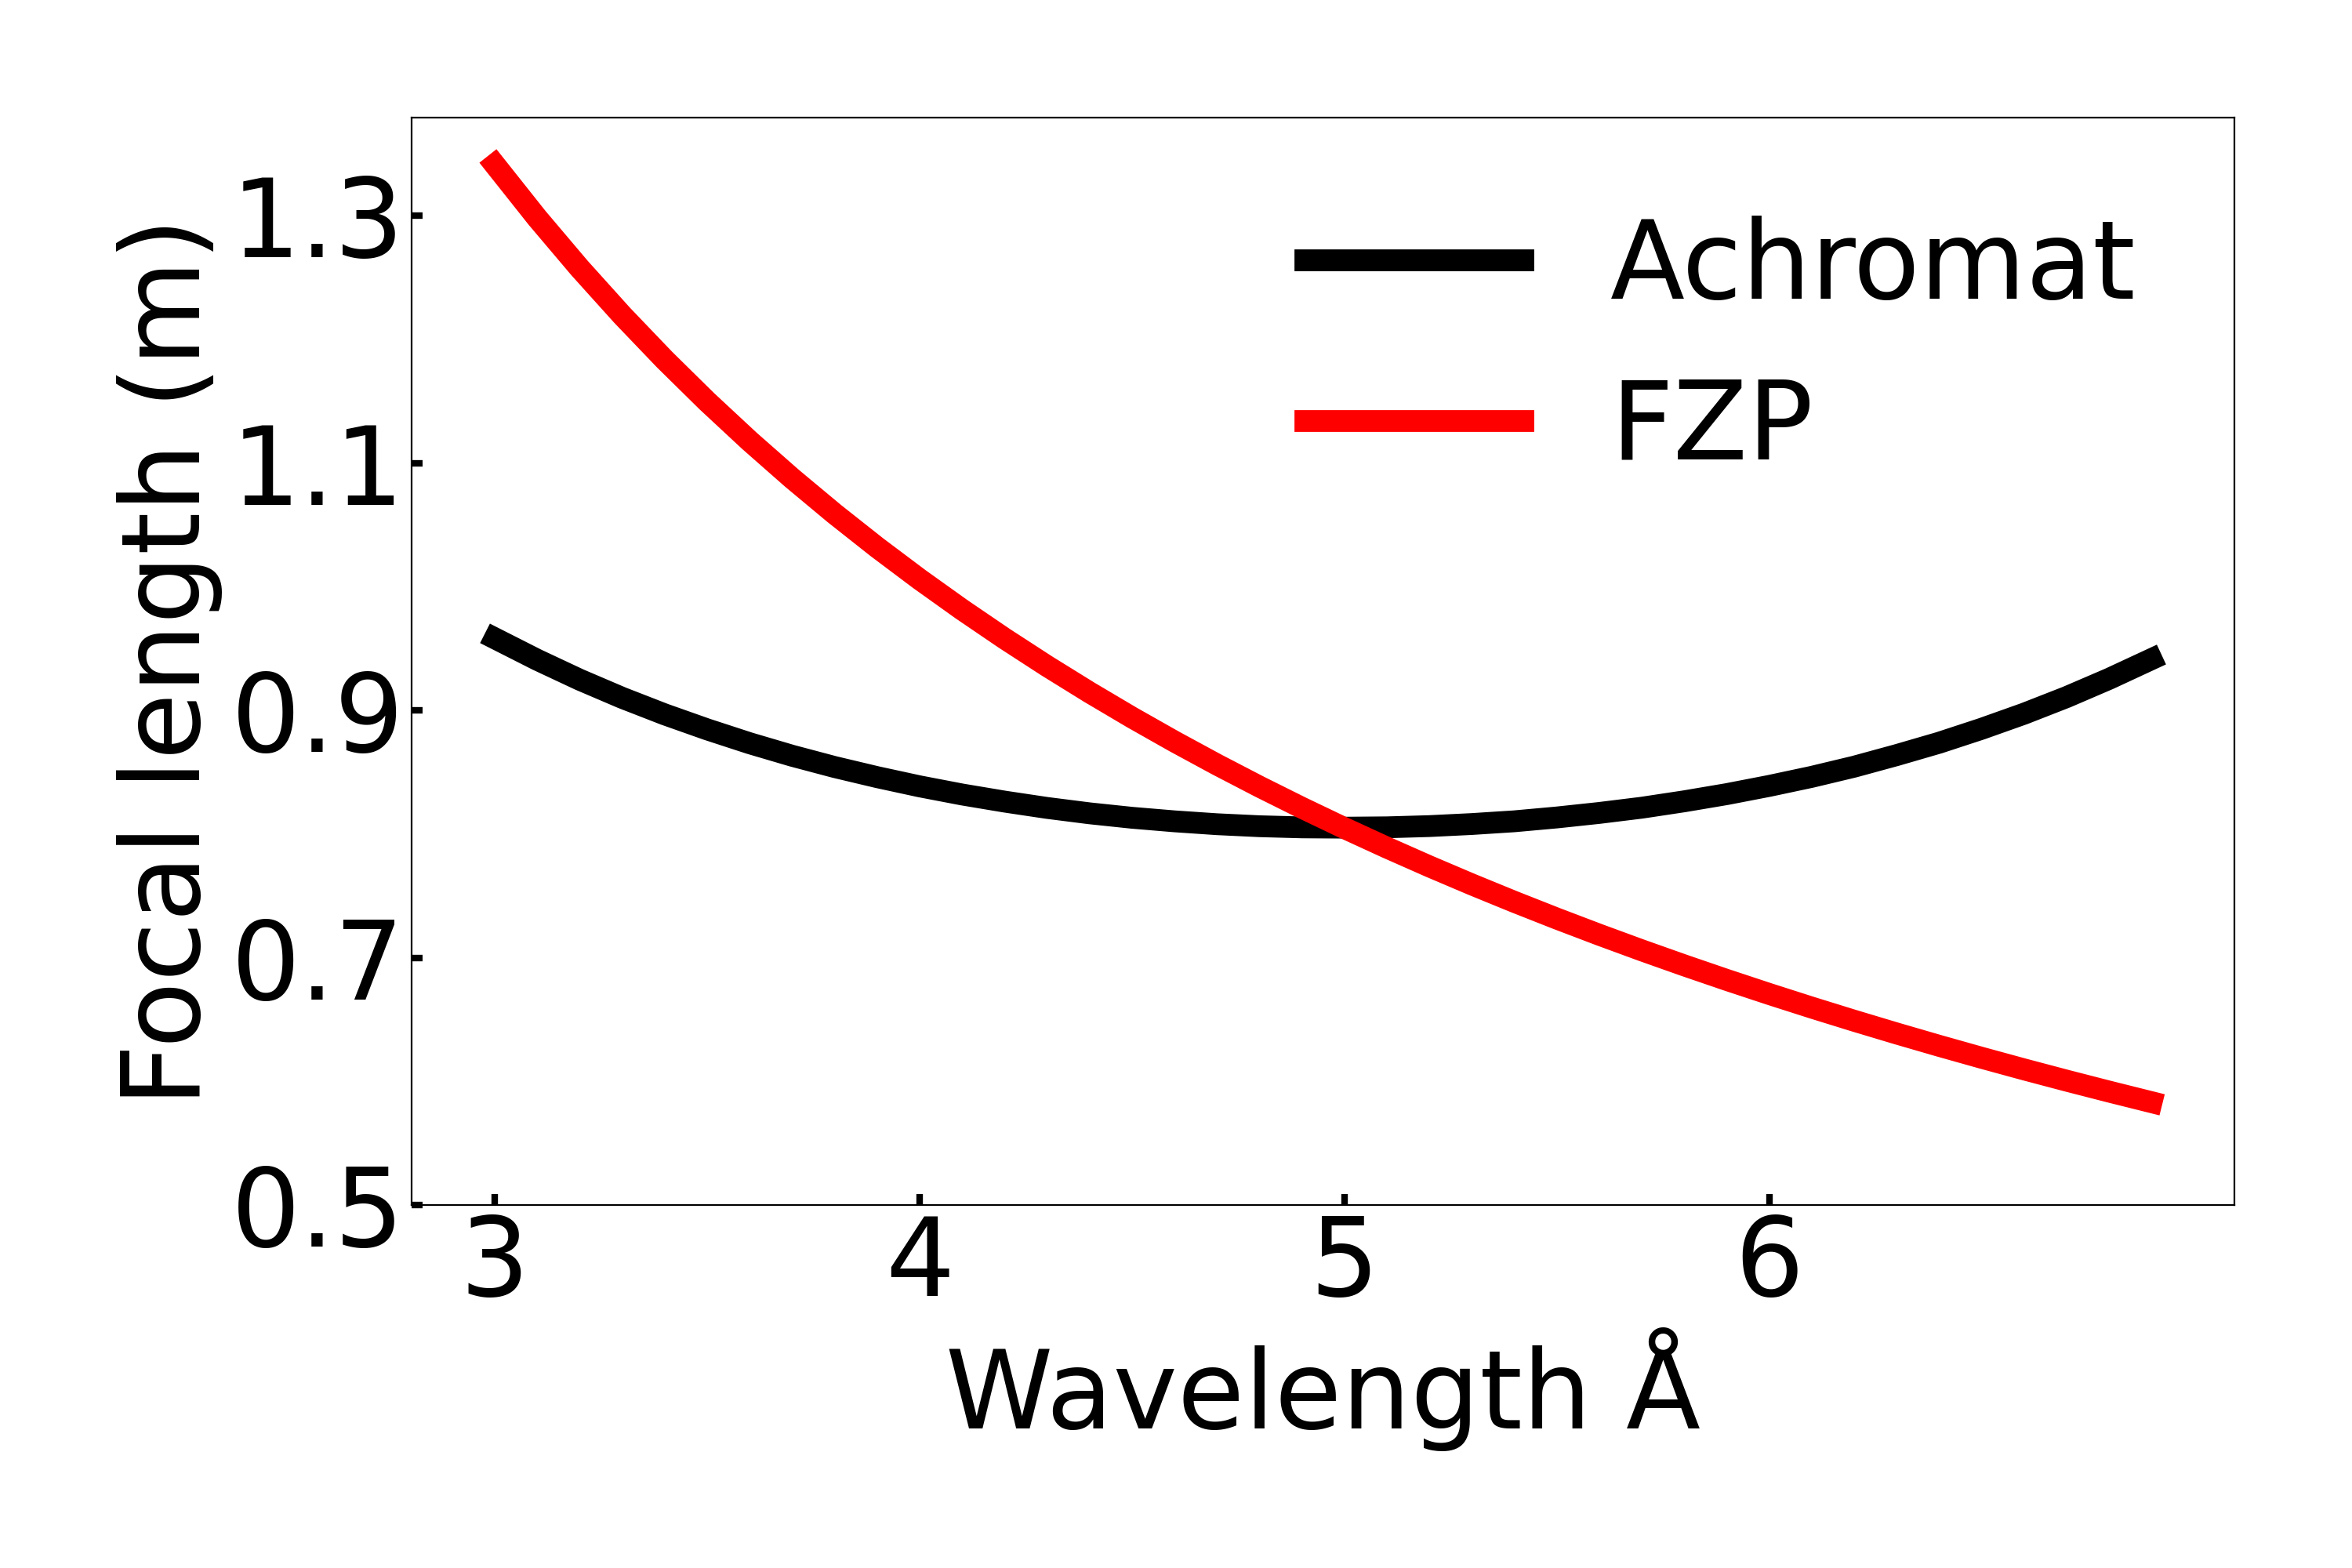 Focal length (m)
1.3
1.1
0.9
0.7
0.5
Achromat
FZP
3 4 5 6
Wavelength Å